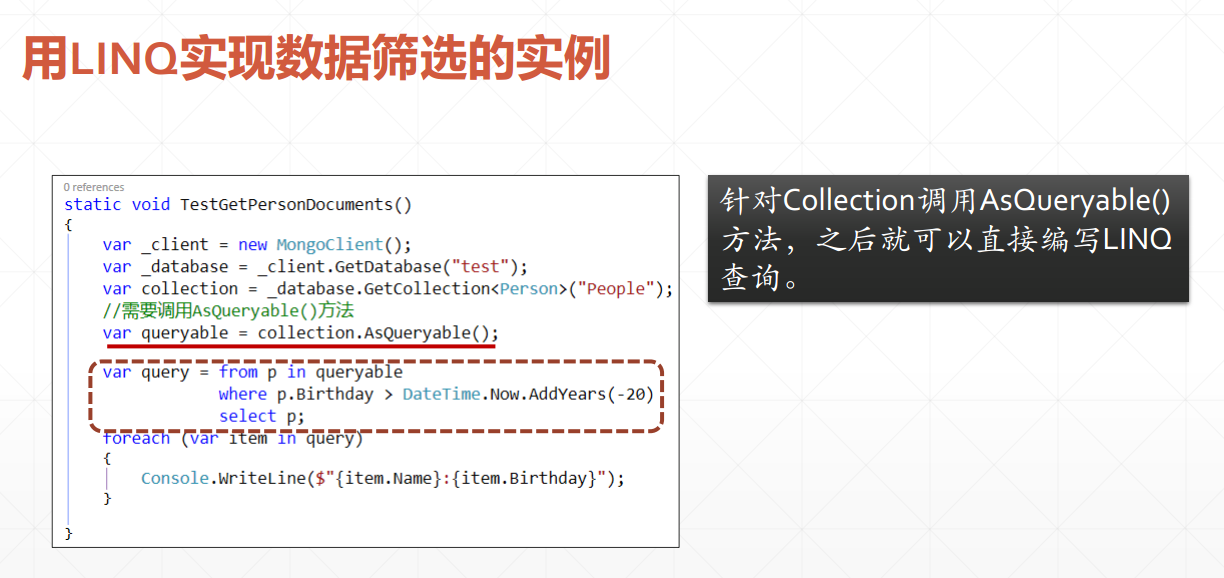 用LINQ实现数据筛选的实例
0 references
static void TestGetPersonDocuments()
{
var _client = new MongoClient();
var _database = _client.GetDatabase("test");
var collection = _database.GetCollection<Person>("People");
//需要调用AsQueryable()方法
var queryable = collection.AsQueryable();
var query = from p in queryable
where p.Birthday > DateTime.Now.AddYears(-20)
select p;
foreach (var item in query)
{
Console.WriteLine($"{item.Name}:{item.Birthday}");
}
}
针对Collection调用AsQueryable()
方法，之后就可以直接编写LINQ
查询。